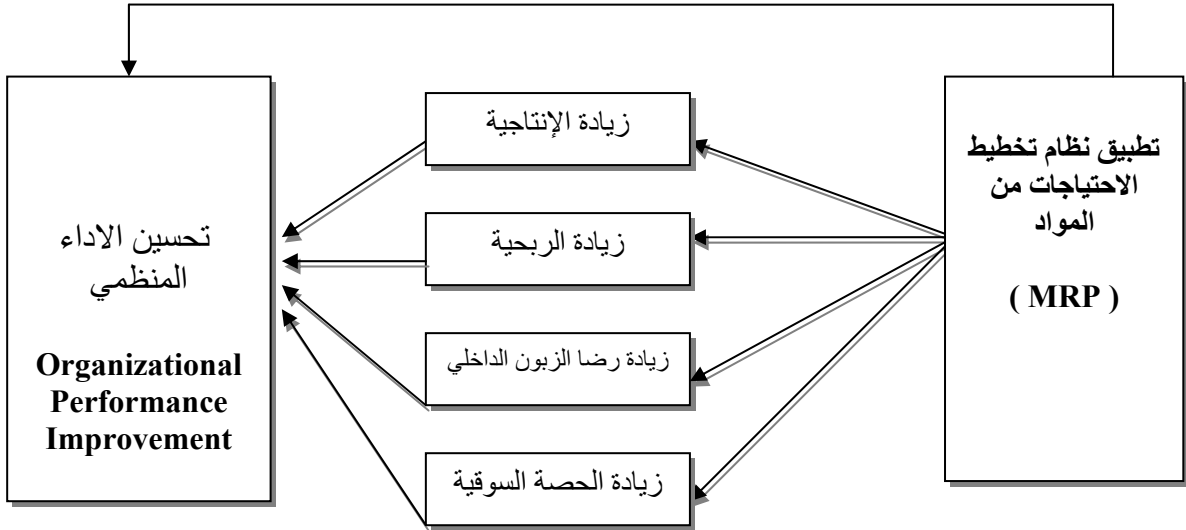 تطبيق نظام تخطيط
الاحتياجات من
المواد
( MRP )
زيادة الإنتاجية
زيادة الربحية
زيادة رضا الزبون الداخلي
زيادة الحصة السوقية
تحسين الاداء
المنظمي
Organizational
Performance
Improvement